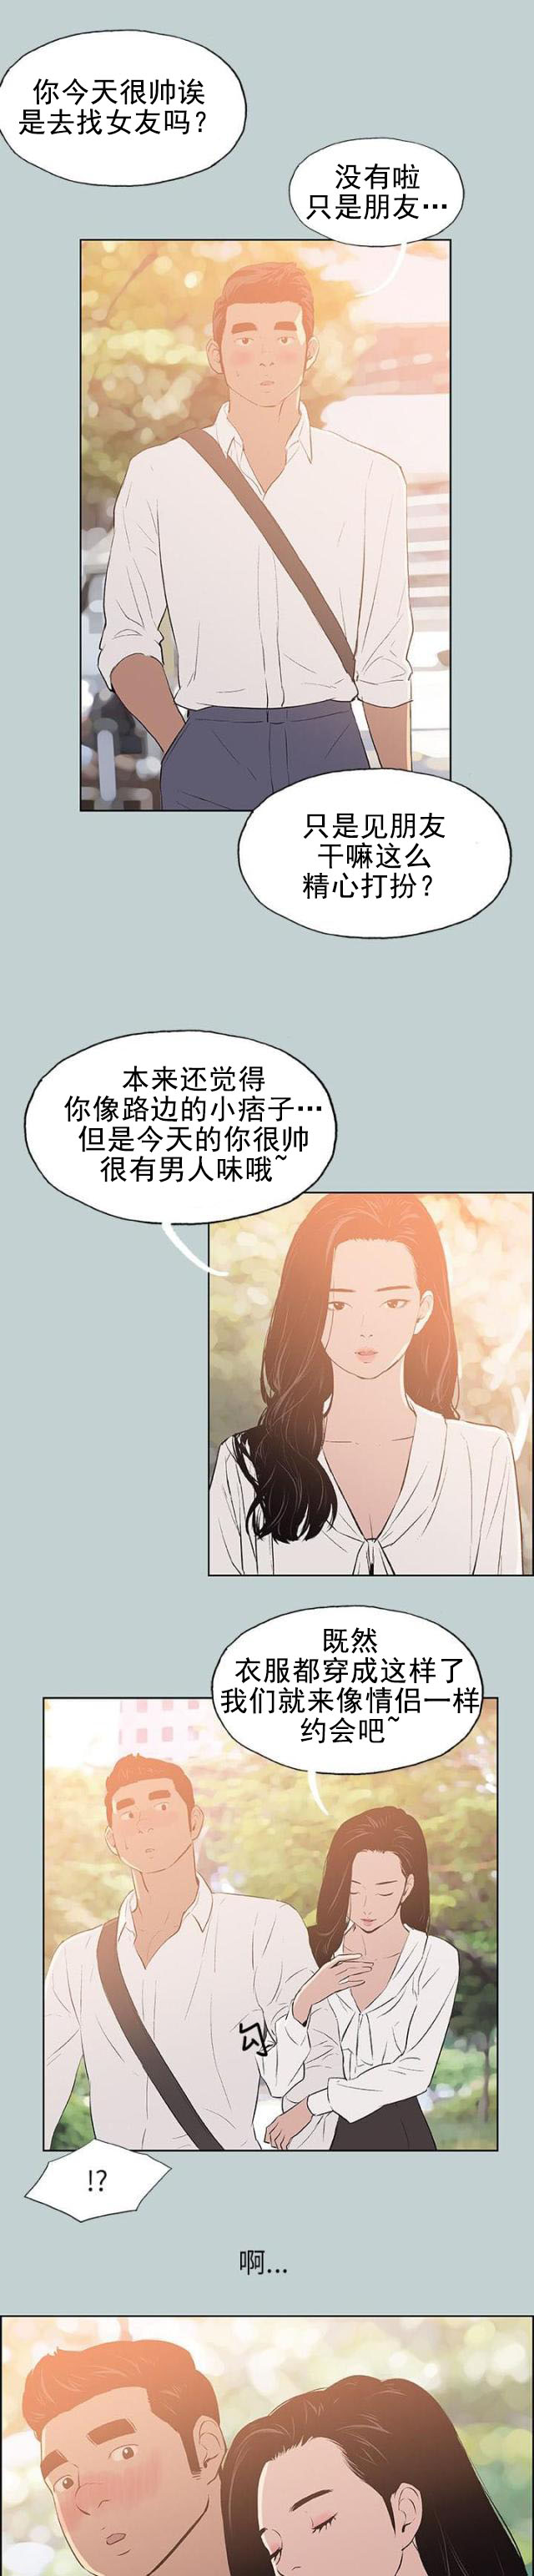 你今天很帅诶
是去找女友吗？
没有啦
只是朋友…
只是见朋友
干嘛这么
精心打扮？
本来还觉得
你像路边的小痞子…
但是今天的你很帅
很有男人味哦~
既然
衣服都穿成这样了
我们就来像情侣一样
约会吧~
勾
!?
啊...